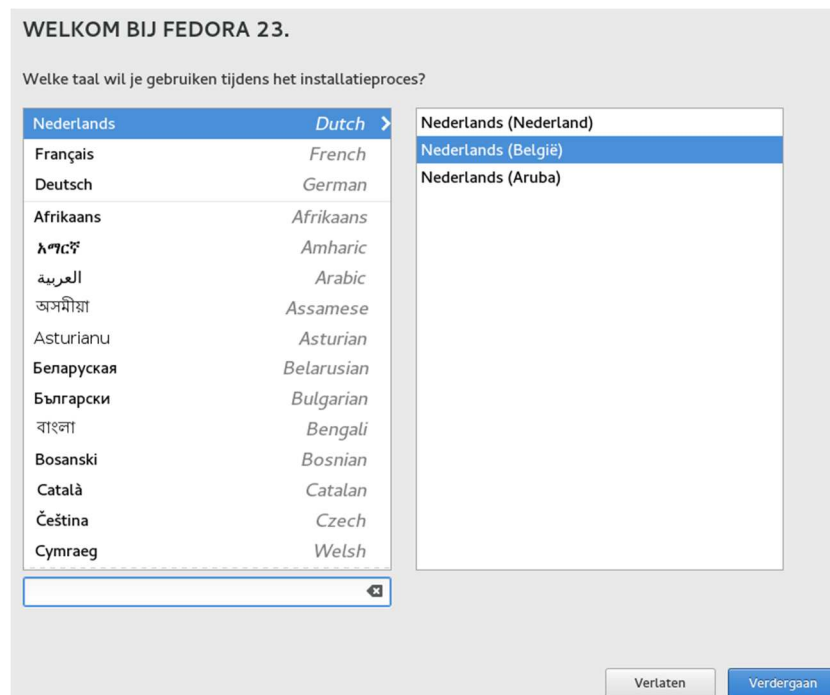 WELKOM BIJ FEDORA 23.
Welke taal wil je gebruiken tijdens het installatieproces?
Nederlands Dutch
Français French
Deutsch German
Afrikaans Afrikaans
አማርኛ Amharic
العربية Arabic
অসমীয়া Assamese
Asturianu Asturian
Беларуская Belarusian
Български Bulgarian
বাংলা Bengali
Bosanski Bosnian
Català Catalan
Čeština Czech
Cymraeg Welsh
Nederlands (Nederland)
Nederlands (België)
Nederlands (Aruba)
Verlaten
Verdergaan